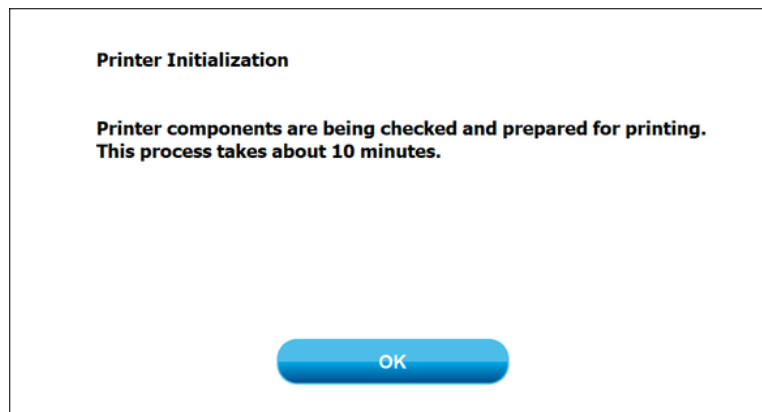 Printer Initialization
Printer components are being checked and prepared for printing.
This process takes about 10 minutes.
OK